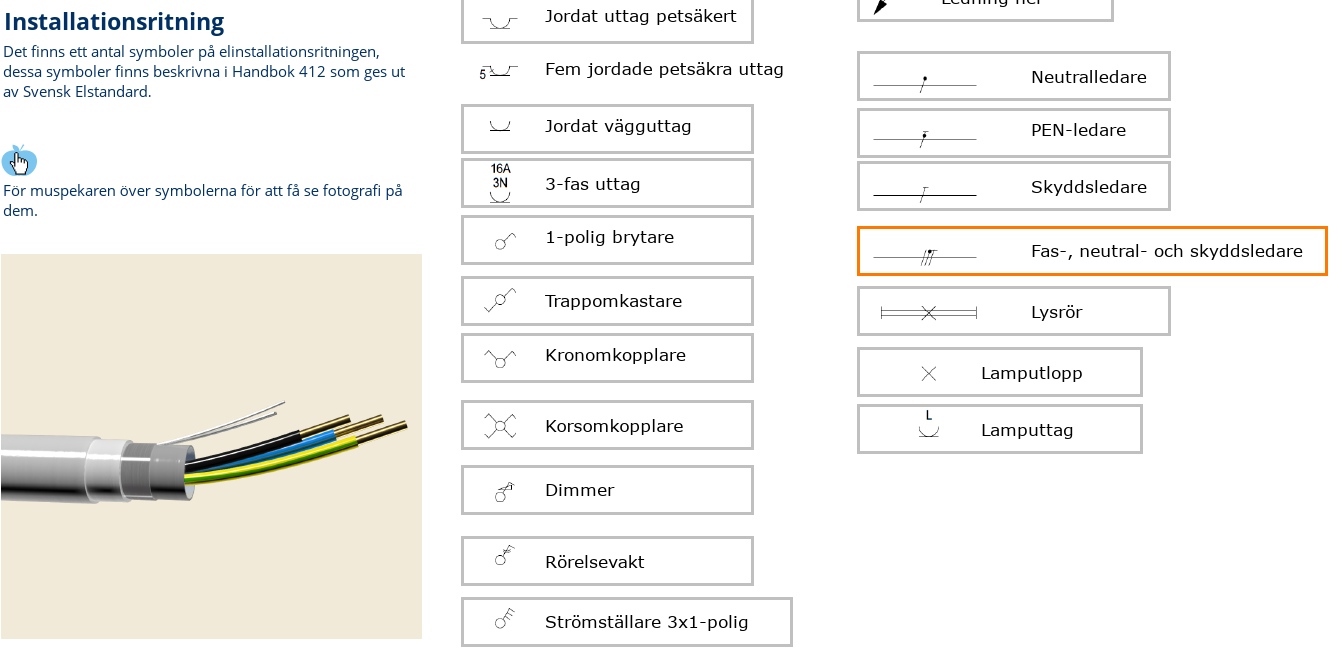 Installationsritning
Det finns ett antal symboler på elinstallationsritningen,
dessa symboler finns beskrivna i Handbok 412 som ges ut
av Svensk Elstandard.
För muspekaren över symbolerna för att få se fotografi på
dem.
Jordat uttag petsäkert
5
Fem jordade petsäkra uttag
Jordat vägguttag
16A
3N
3-fas uttag
1-polig brytare
Trappomkastare
Kronomkopplare
Korsomkopplare
Dimmer
Rörelsevakt
Strömställare 3x1-polig
Ledning ner
Neutralledare
PEN-ledare
Skyddsledare
Fas-, neutral- och skyddsledare
Lysrör
Lamputlopp
L
Lamputtag